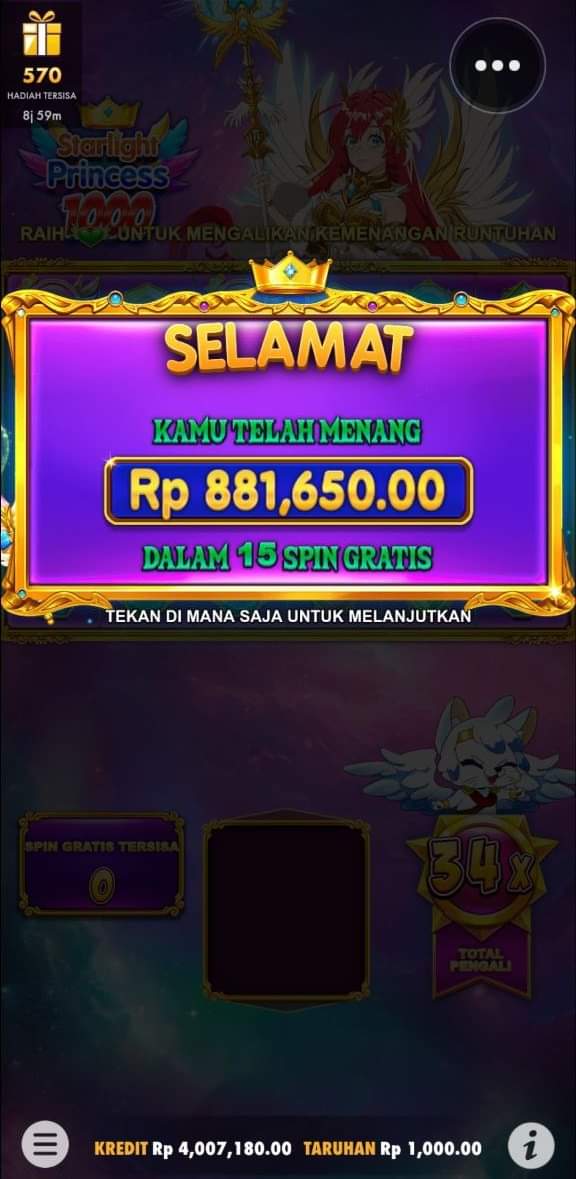 570
HADIAH TERSISA
8j 59m
Starlight
Princess
1000
UNTUK MENGALIKAN KEMENANGAN RUNTUHAN
SELAMAT
KAMU TELAH MENANG
Rp 881,650.00
DALAM 15 SPIN GRATIS
TEKAN DI MANA SAJA UNTUK MELANJUTKAN
SPIN GRATIS TERSISA
0
34x
TOTAL
PENGALI
KREDIT Rp 4,007,180.00 TARUHAN Rp 1,000.00